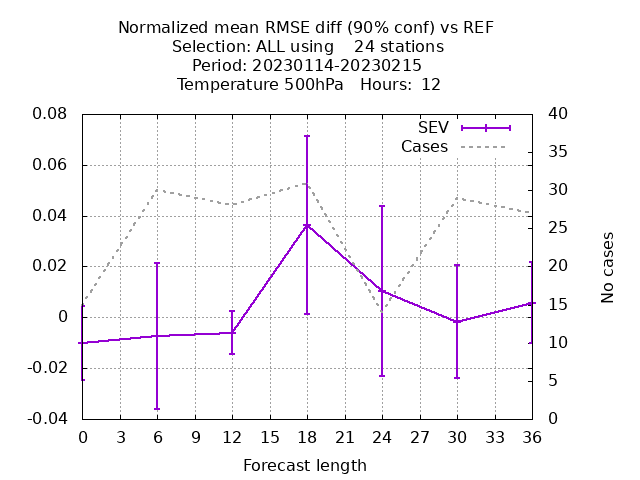 Normalized mean RMSE diff (90% conf) vs REF
Selection: ALL using    24 stations
Period: 20230114-20230215
Temperature 500hPa   Hours:  12
0.08
0.06
0.04
0.02
0
-0.02
-0.04
40
35
30
25
20
15
10
5
0
SEV
Cases
No cases
0 3 6 9 12 15 18 21 24 27 30 33 36
Forecast length